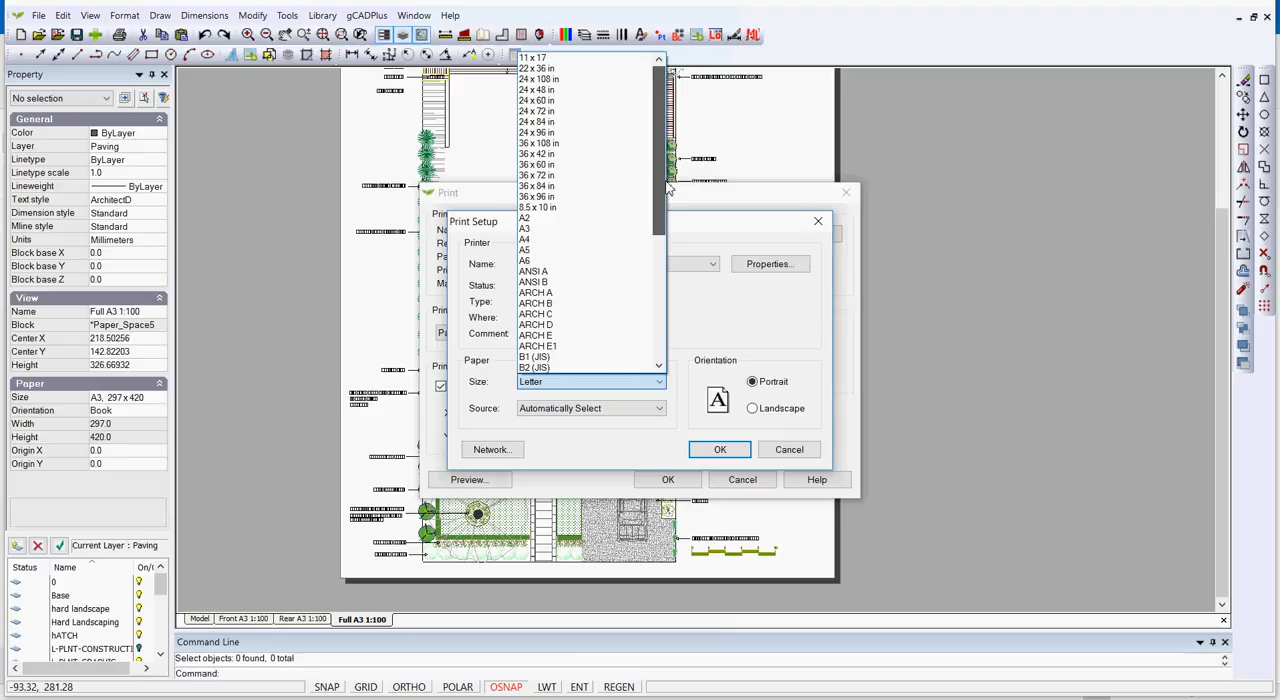 File Edit View Format Draw Dimensions Modify Tools Library gCADPlus Window Help
Property
No selection
General
Color ByLayer
Layer Paving
Linetype ByLayer
Linetype scale 1.0
Lineweight ByLayer
Text style ArchitectD
Dimension style Standard
Mline style Standard
Units Millimeters
Block base X 0.0
Block base Y 0.0
Block base Z 0.0
View
Name Full A3 1:100
Block *Paper_Space5
Center X 218.50256
Center Y 142.82023
Height 326.66932
Paper
Size A3, 297 x 420
Orientation Book
Width 297.0
Height 420.0
Origin X 0.0
Origin Y 0.0
Current Layer : Paving
Status Name On/
0
Base
hard landscape
Hard Landscaping
hATCH
L-PLNT-CONSTRUCTI
11 x 17
22 x 36 in
24 x 108 in
24 x 48 in
24 x 60 in
24 x 72 in
24 x 84 in
24 x 96 in
36 x 108 in
36 x 42 in
36 x 60 in
36 x 72 in
36 x 84 in
36 x 96 in
8.5 x 10 in
A2
A3
A4
A5
A6
ANSI A
ANSI B
ARCH A
ARCH B
ARCH C
ARCH D
ARCH E
ARCH E1
B1 (JIS)
B2 (JIS)
Print
Print Setup
Printer
Name: Properties...
Status:
Type:
Where:
Comment:
Paper
Size: Letter
Source: Automatically Select
Orientation
A Portrait
Landscape
Network... OK Cancel
Preview... OK Cancel Help
Model Front A3 1:100 Rear A3 1:100 Full A3 1:100
Command Line
Select objects: 0 found, 0 total
Command:
-93.32, 281.28 SNAP GRID ORTHO POLAR OSNAP LWT ENT REGEN